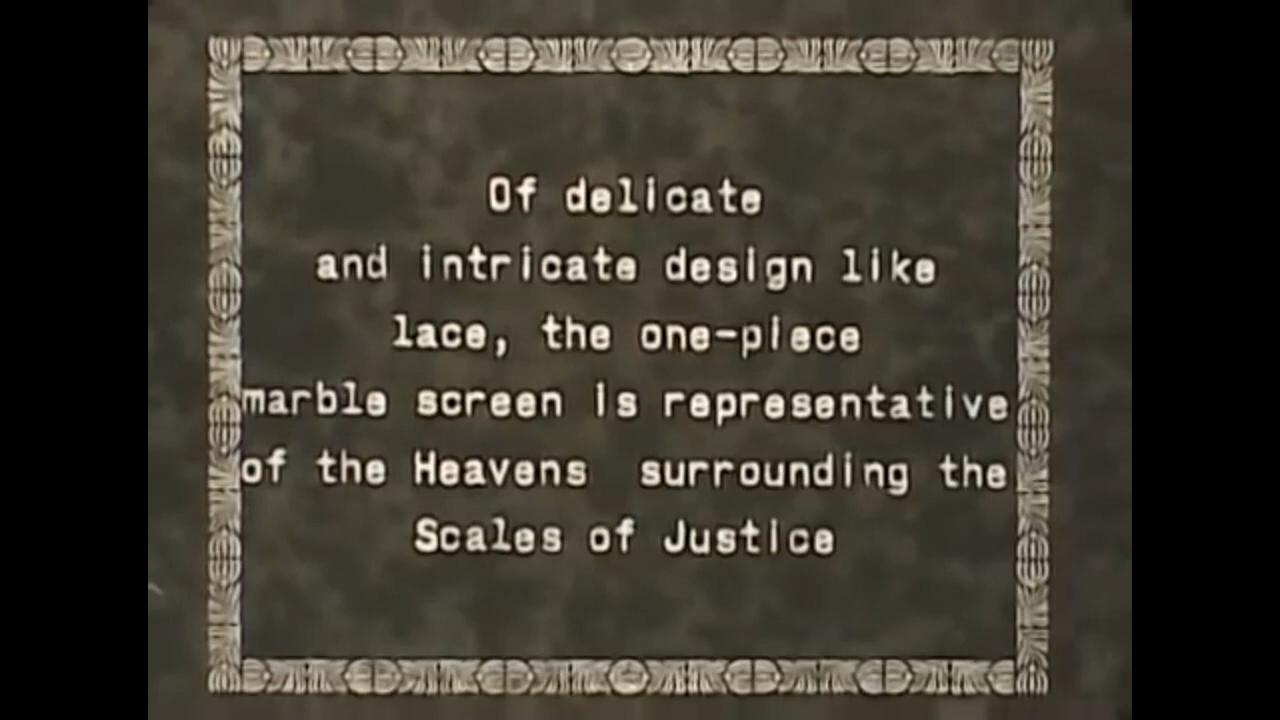 Of delicate
and intricate design like
lace, the one-piece
marble screen is representative
of the Heavens surrounding the
Scales of Justice